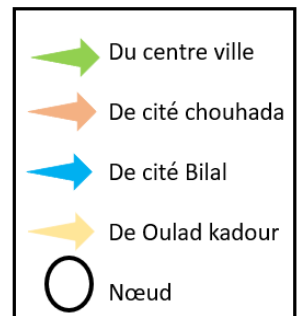 Du centre ville
De cité chouhada
De cité Bilal
De Oulad kadour
Nœud